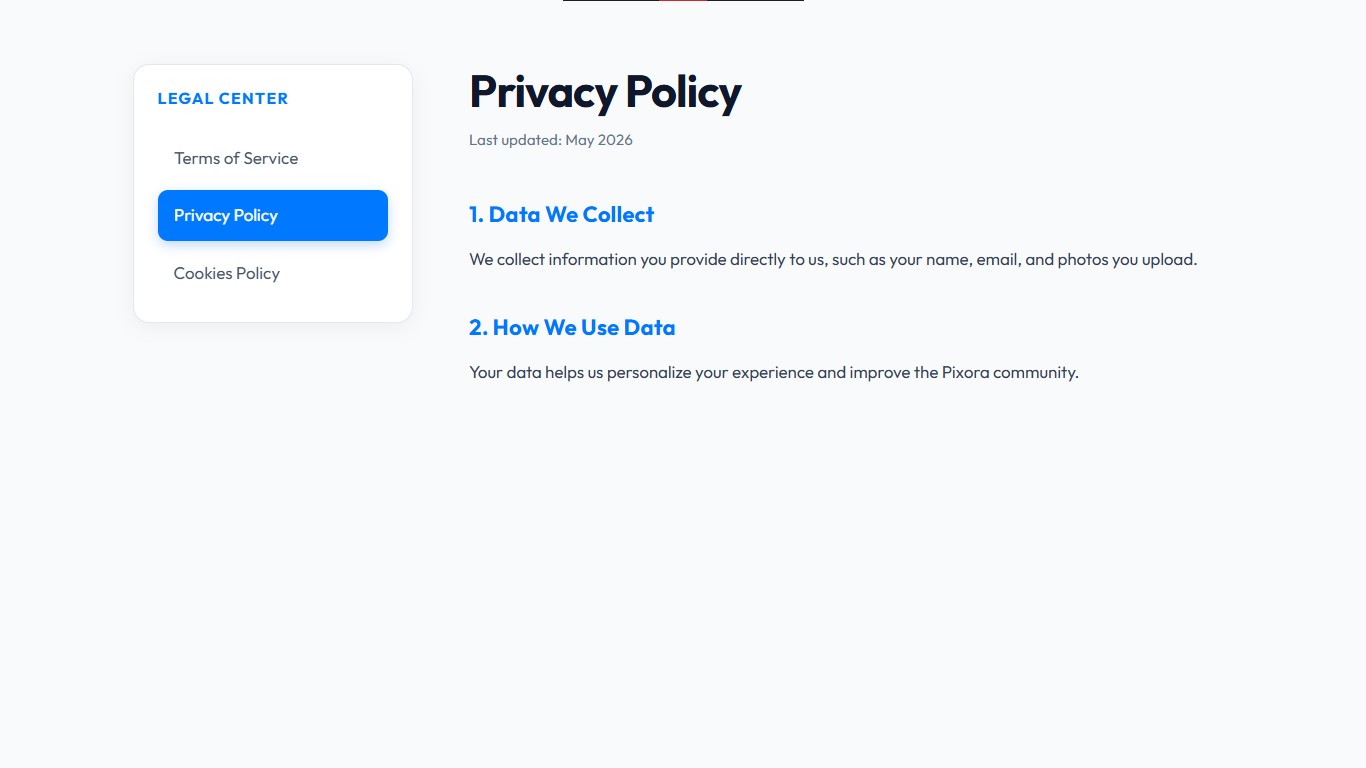 LEGAL CENTER
Terms of Service
Privacy Policy
Cookies Policy
Privacy Policy
Last updated: May 2026
1. Data We Collect
We collect information you provide directly to us, such as your name, email, and photos you upload.
2. How We Use Data
Your data helps us personalize your experience and improve the Pixora community.